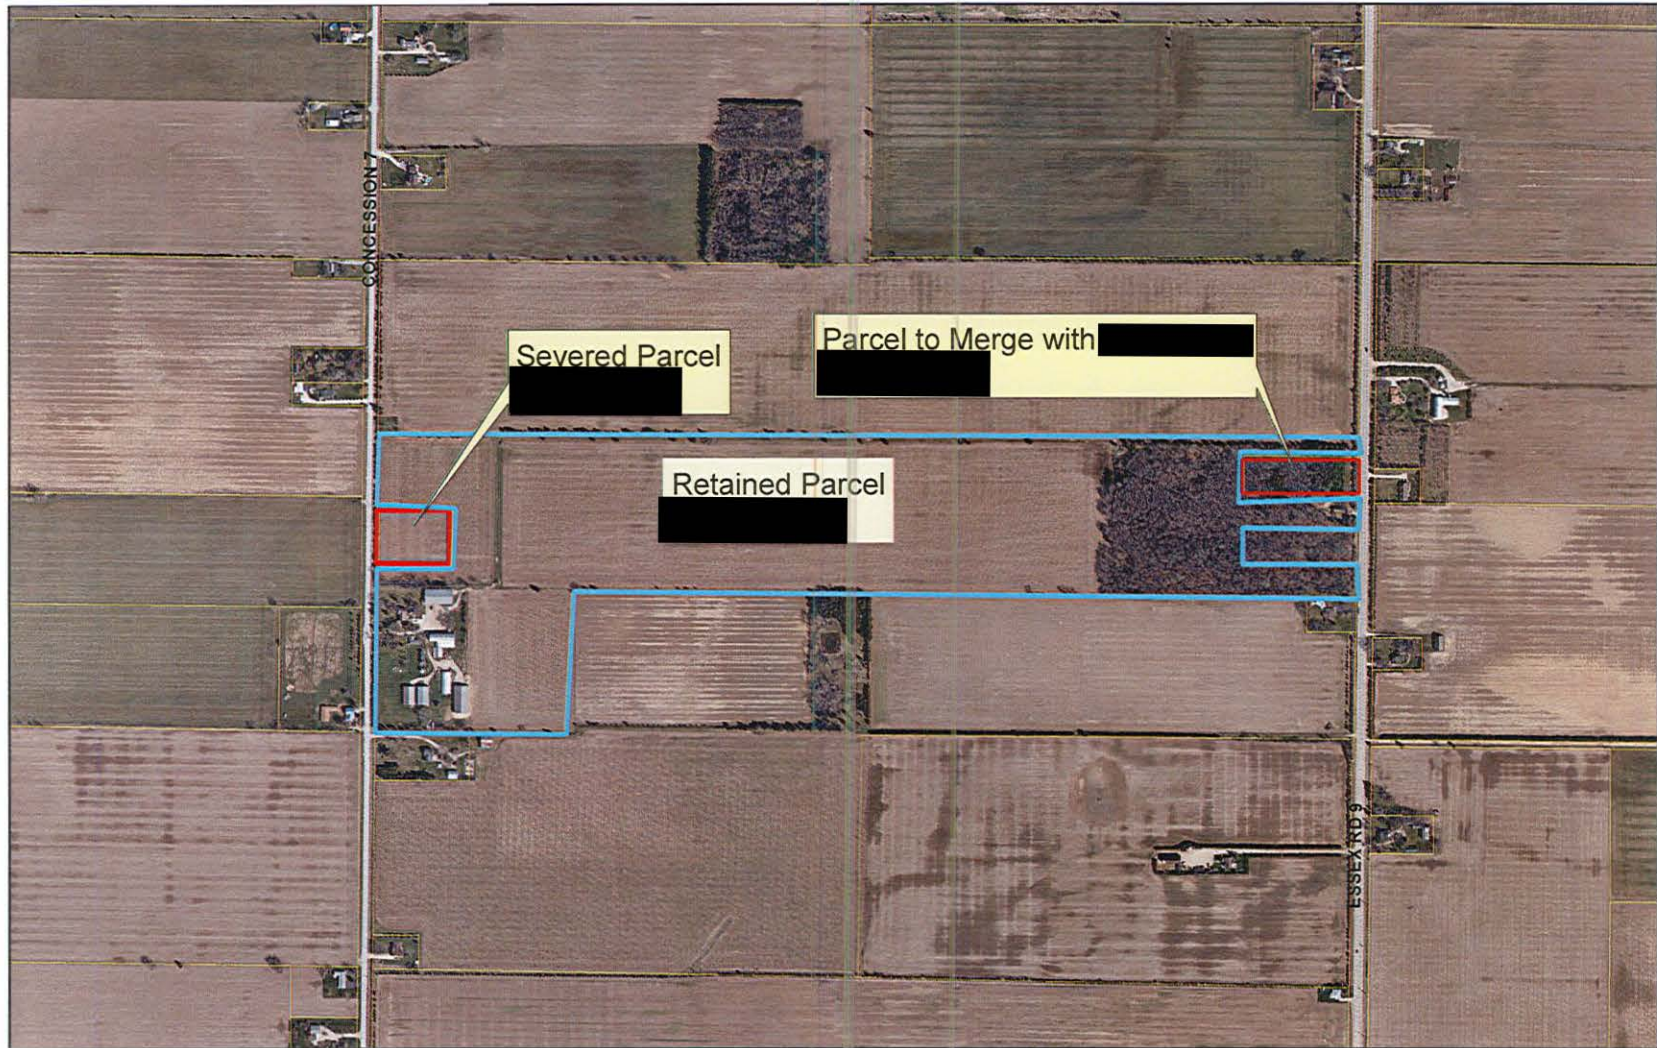 CONCESSION 7
Severed Parcel
Parcel to Merge with
Retained Parcel
ESSEX RD 9